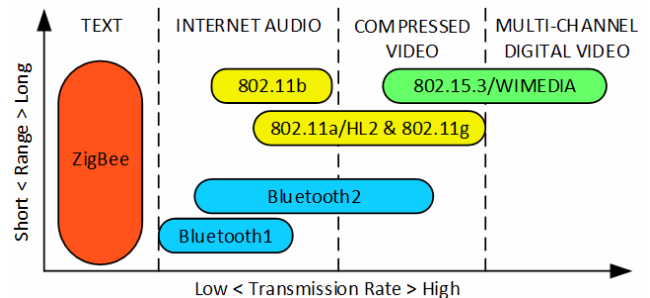 TEXT
INTERNET AUDIO
COMPRESSED
VIDEO
MULTI-CHANNEL
DIGITAL VIDEO
Short < Range > Long
ZigBee
802.11b
802.15.3/WIMEDIA
802.11a/HL2 & 802.11g
Bluetooth2
Bluetooth1
Low < Transmission Rate > High